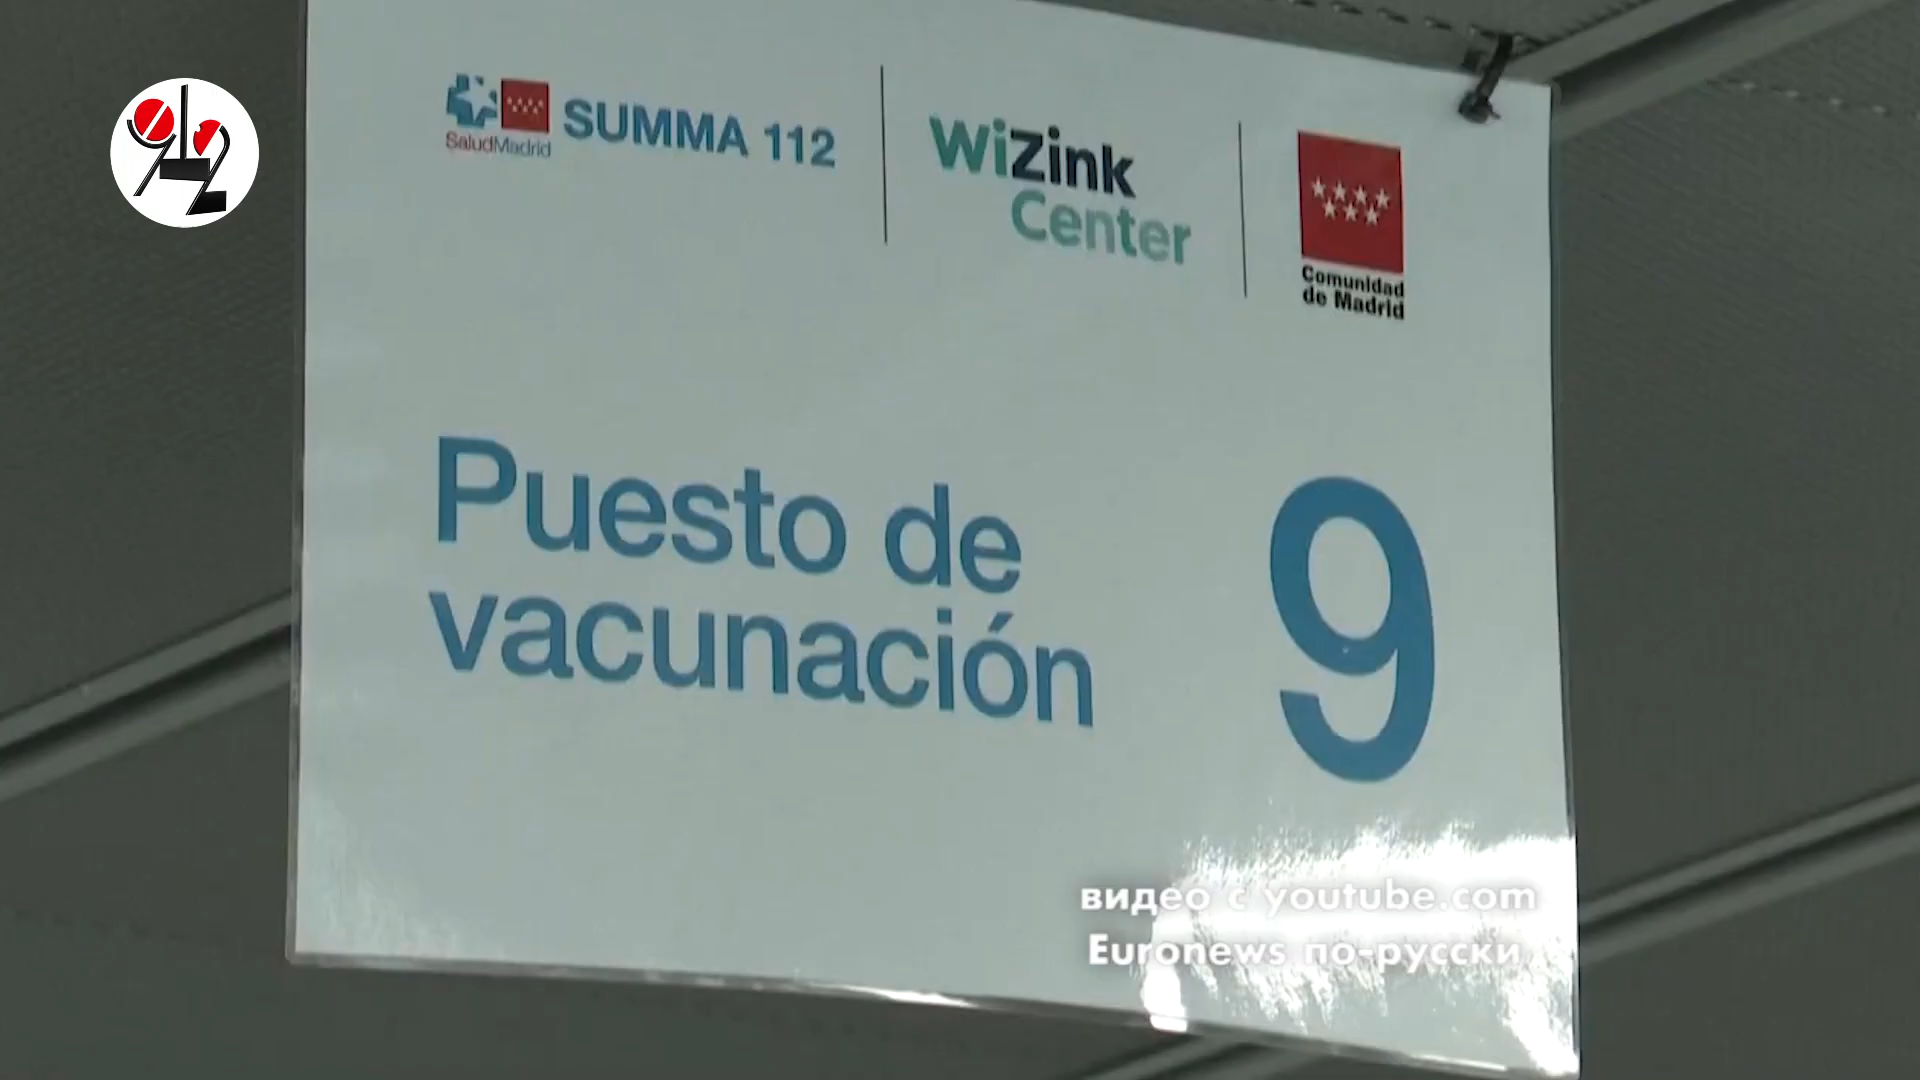 SaludMadrid
SUMMA 112
WiZink
Center
Comunidad
de Madrid
Puesto de
vacunación
9
видео с youtube.com
Euronews по-русски